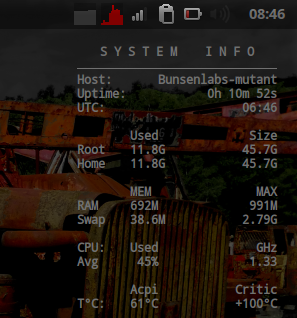 08:46
SYSTEM INFO
Host: Bunsenlabs-mutant
Uptime: 0h 10m 52s
UTC: 06:46
Used Size
Root 11.8G 45.7G
Home 11.8G 45.7G
MEM MAX
RAM 692M 991M
Swap 38.6M 2.79G
CPU: Used GHz
Avg 45% 1.33
Acpi Critic
T°C: 61°C +100°C